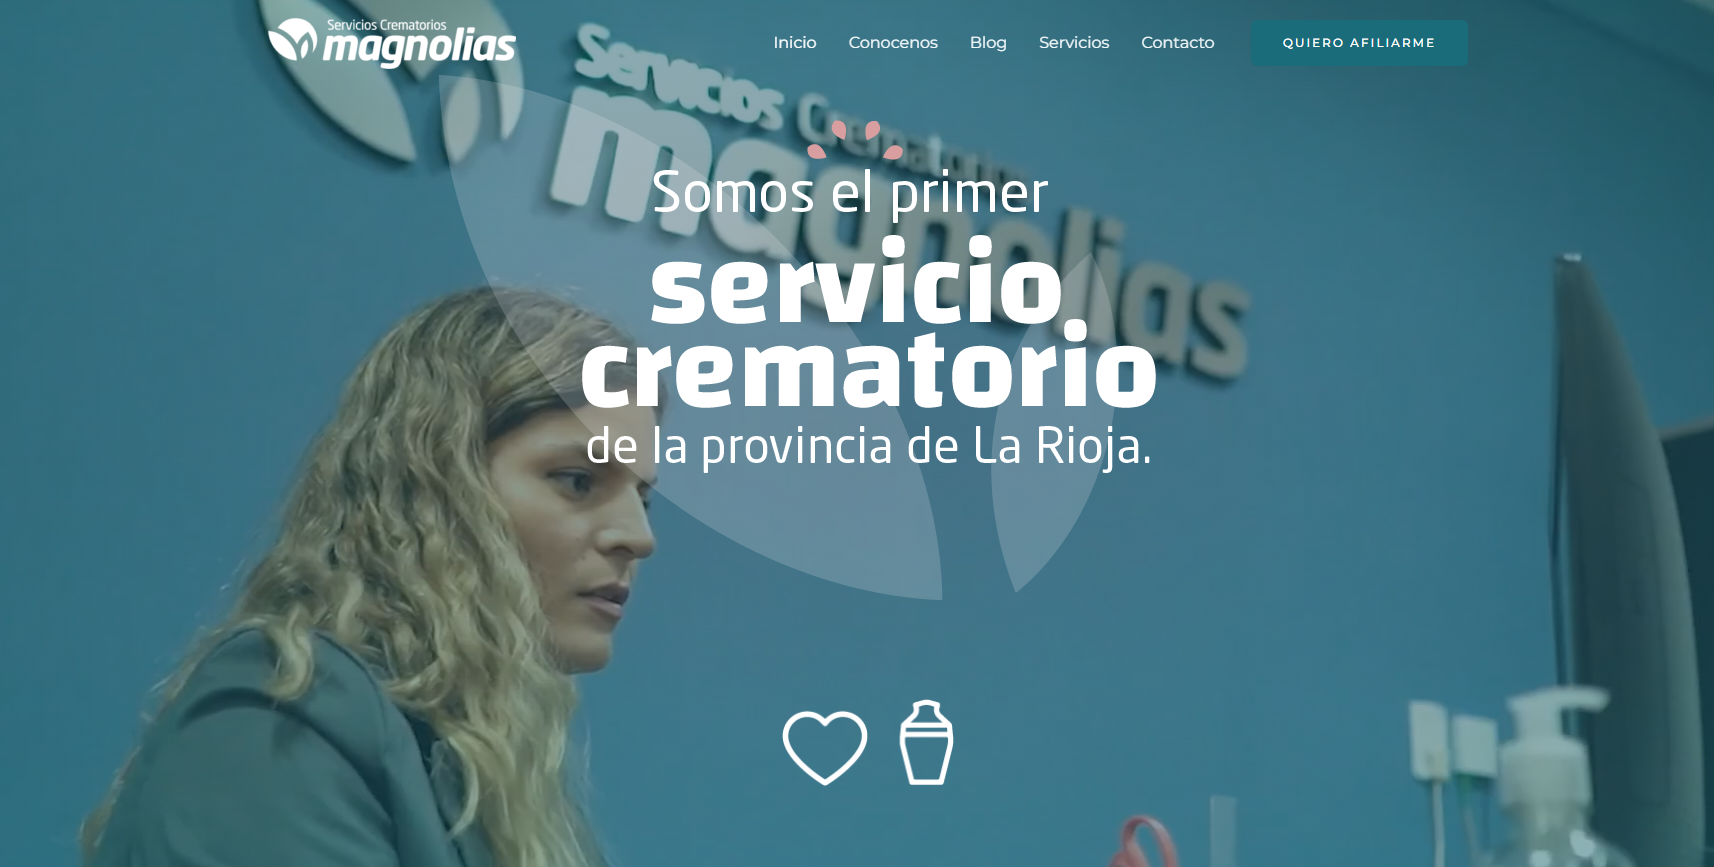 Servicios Crematorios
magnolias
Inicio
Conocenos
Blog
Servicios
Contacto
QUIERO AFILIARME
Servicios Crematorios
magnolias
Somos el primer
servicio
crematorio
de la provincia de La Rioja.